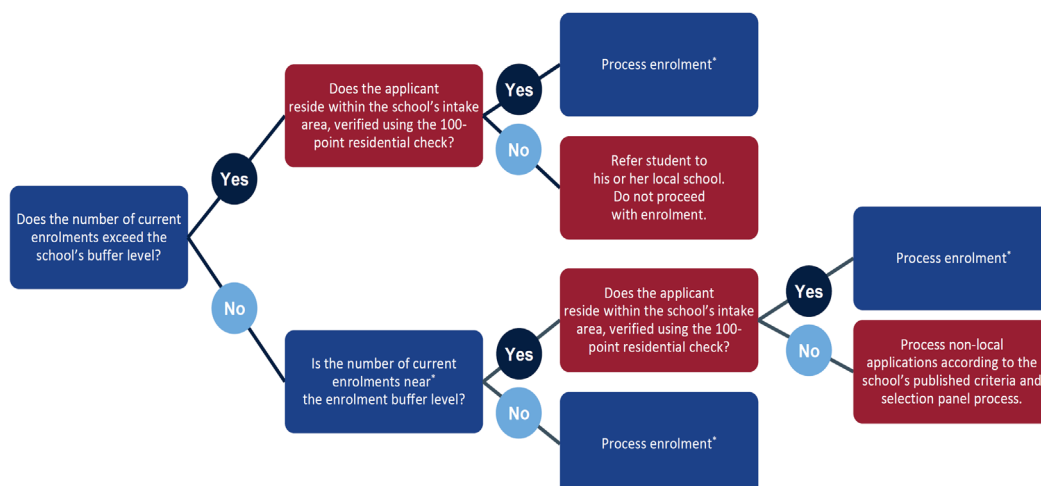 Does the number of current
enrolments exceed the
school's buffer level?
Yes
Does the applicant
reside within the school's intake
area, verified using the 100-
point residential check?
Yes
Process enrolment*
No
Refer student to
his or her local school.
Do not proceed
with enrolment.
No
Is the number of current
enrolments near*
the enrolment buffer level?
Yes
Does the applicant
reside within the school's intake
area, verified using the 100-
point residential check?
Yes
Process enrolment*
No
Process non-local
applications according to the
school's published criteria and
selection panel process.
No
Process enrolment*